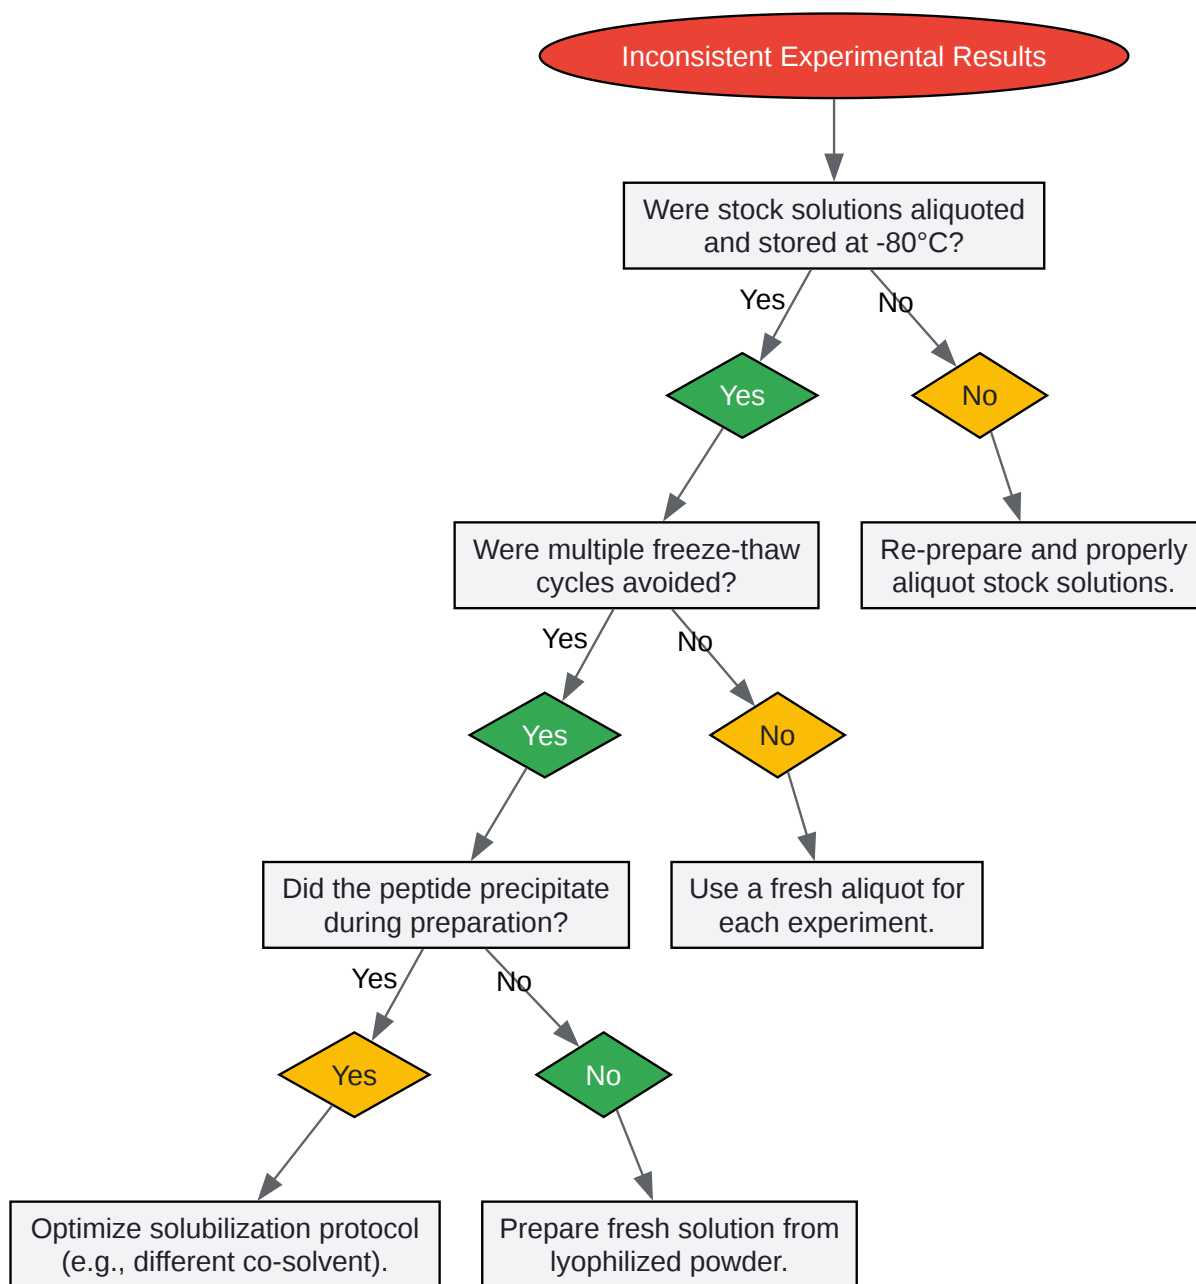 Inconsistent Experimental Results
Were stock solutions aliquoted
and stored at -80°C?
Yes
No
Yes
No
Were multiple freeze-thaw
cycles avoided?
Re-prepare and properly
aliquot stock solutions.
Yes
No
Yes
No
Did the peptide precipitate
during preparation?
Use a fresh aliquot for
each experiment.
Yes
No
Yes
No
Optimize solubilization protocol
(e.g., different co-solvent).
Prepare fresh solution from
lyophilized powder.